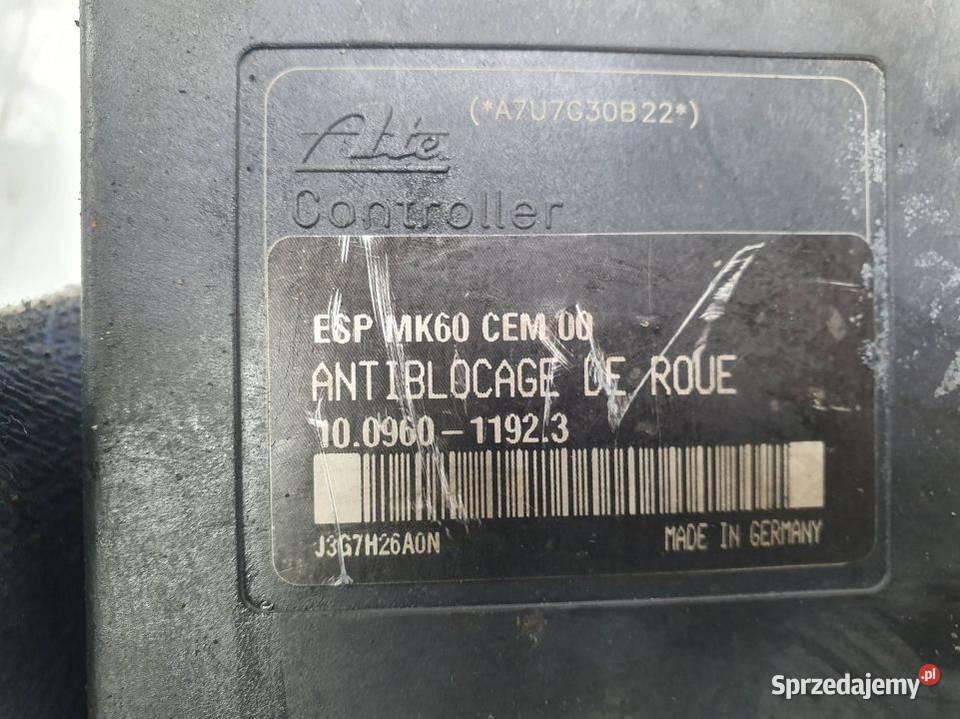 (*A7U7G30B22*)
Ate
Controller
ESP MK60 CEM 00
ANTIBLOCAGE DE ROUE
10.0960-1192.3
J3G7H26A0N
MADE IN GERMANY
Sprzedajemy.pl